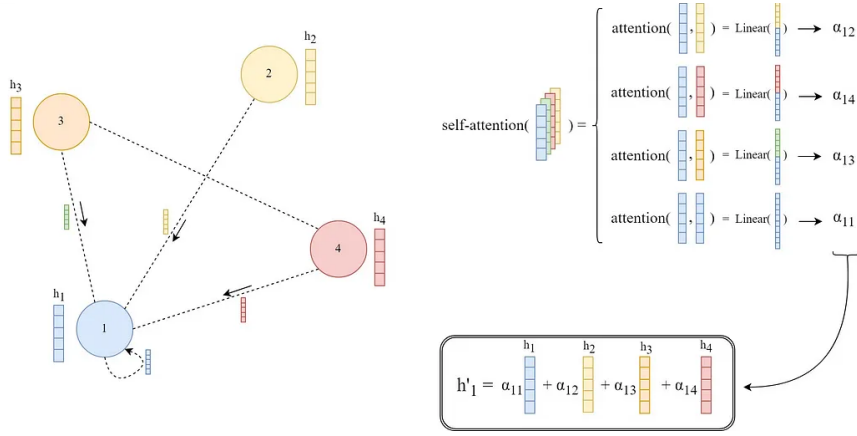 h2
2
h3
3
h4
4
h1
1
self-attention( ) =
attention( , ) = Linear( ) α12
attention( , ) = Linear( ) α14
attention( , ) = Linear( ) α13
attention( , ) = Linear( ) α11
h1 h2 h3 h4
h'1 = α11 + α12 + α13 + α14